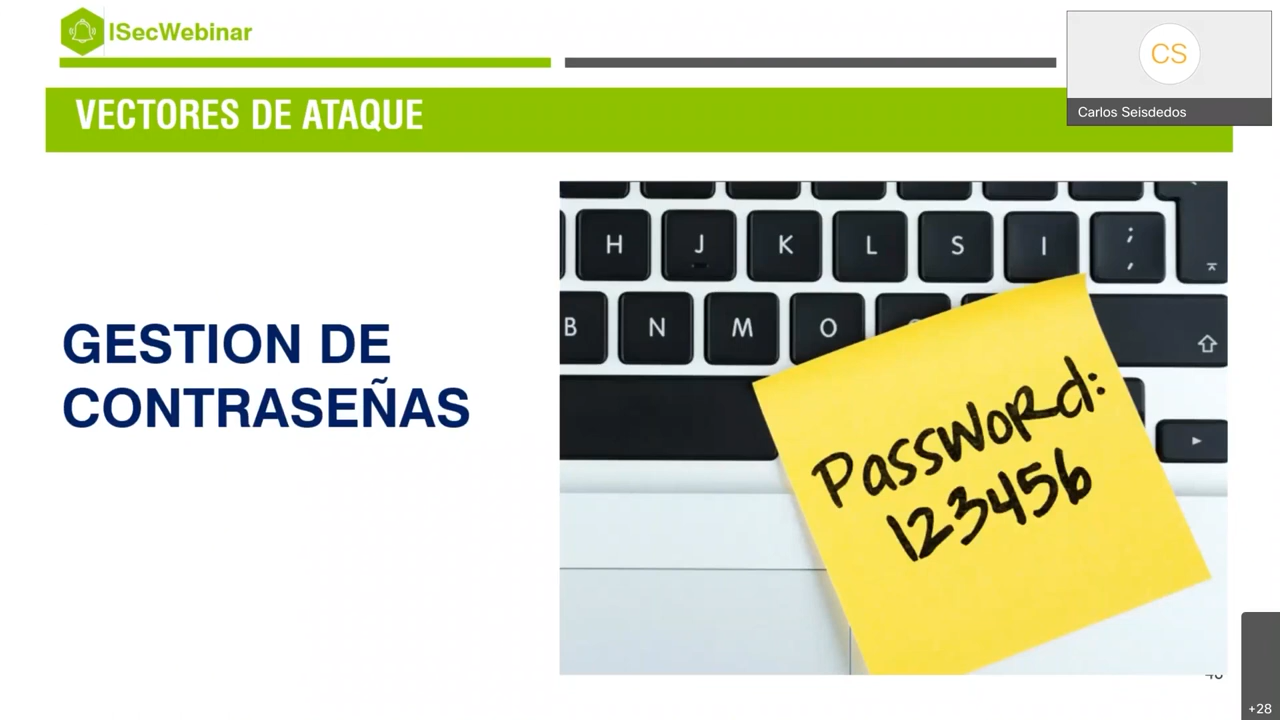 ISecWebinar
CS
Carlos Seisdedos
VECTORES DE ATAQUE
GESTION DE
CONTRASEÑAS
H J K L S I ; ,
B N M O
PassWoRd:
123456
+28